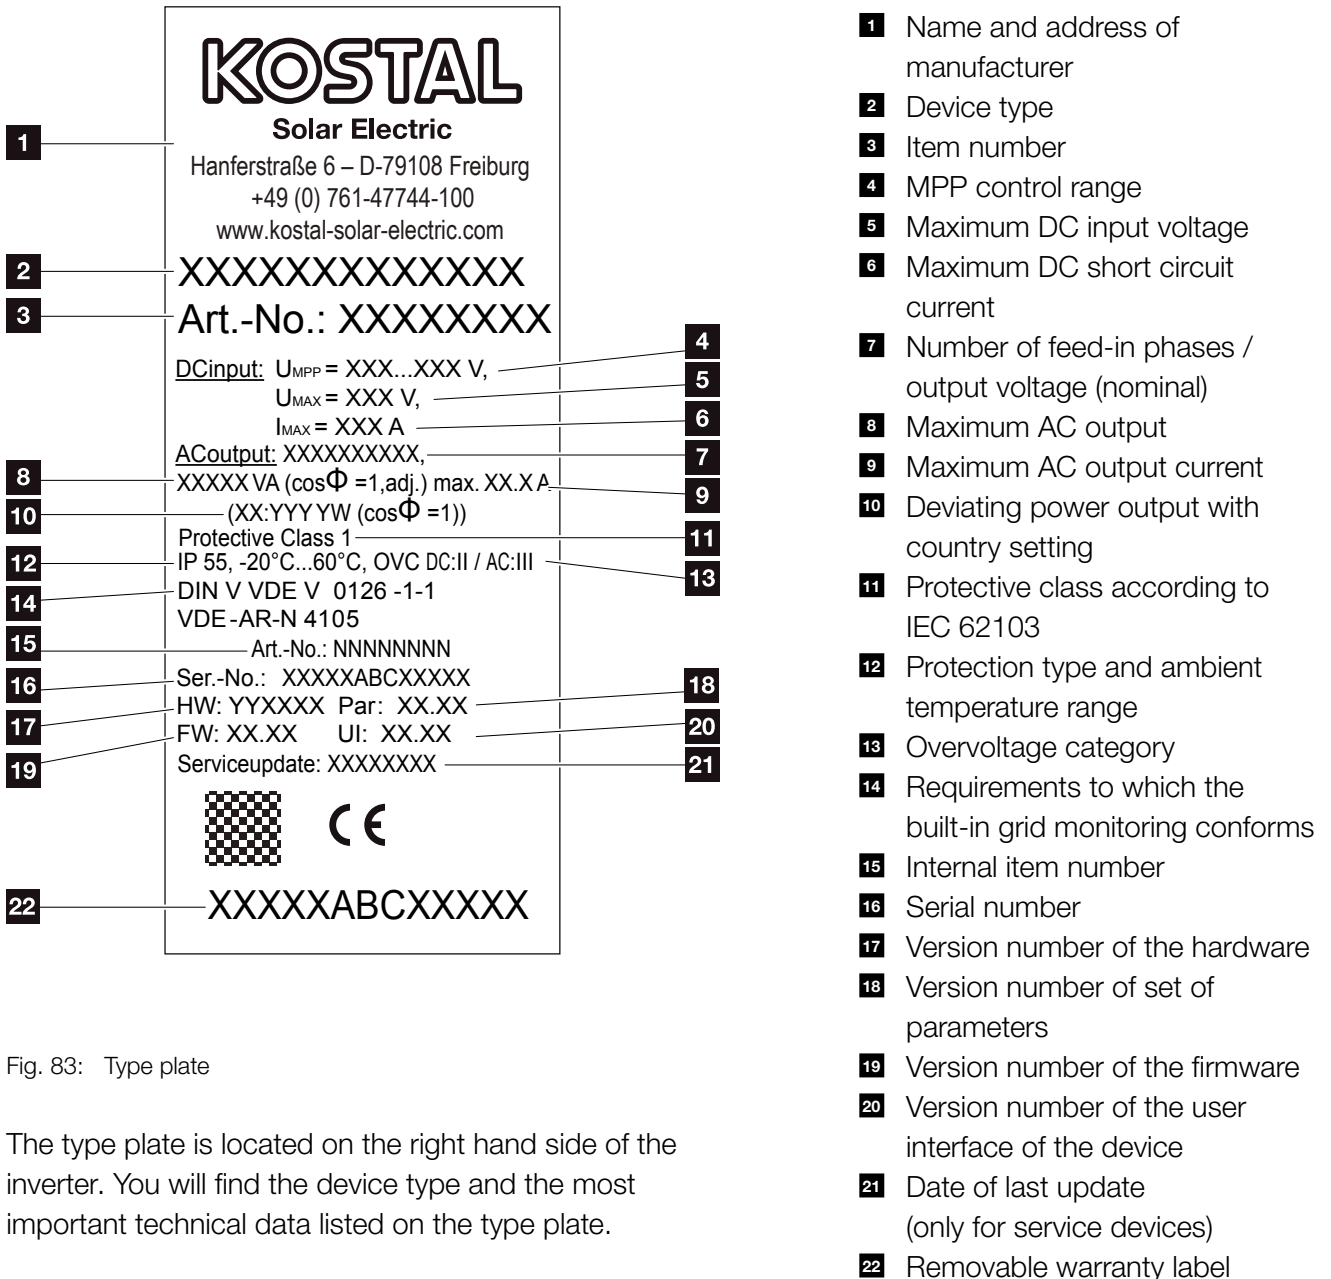 KOSTAL
Solar Electric
1
Hanferstraße 6 – D-79108 Freiburg
+49 (0) 761-47744-100
www.kostal-solar-electric.com
2 XXXXXXXXXXXXX
3 Art.-No.: XXXXXXXX
DCinput: UMPP = XXX...XXX V, 4
UMAX = XXX V, 5
IMAX = XXX A 6
ACoutput: XXXXXXXXXX, 7
8 XXXXX VA (cosΦ =1,adj.) max. XX.X A 9
10 (XX:YYY YW (cosΦ =1))
Protective Class 1 11
12 IP 55, -20°C...60°C, OVC DC:II / AC:III 13
14 DIN V VDE V 0126 -1-1
VDE-AR-N 4105
15 Art.-No.: NNNNNNNN
16 Ser.-No.: XXXXXABCXXXXX
17 HW: YYXXXX Par: XX.XX 18
19 FW: XX.XX UI: XX.XX 20
Serviceupdate: XXXXXXXX 21
CE
22 XXXXXABCXXXXX
Fig. 83: Type plate
The type plate is located on the right hand side of the
inverter. You will find the device type and the most
important technical data listed on the type plate.
1 Name and address of
manufacturer
2 Device type
3 Item number
4 MPP control range
5 Maximum DC input voltage
6 Maximum DC short circuit
current
7 Number of feed-in phases /
output voltage (nominal)
8 Maximum AC output
9 Maximum AC output current
10 Deviating power output with
country setting
11 Protective class according to
IEC 62103
12 Protection type and ambient
temperature range
13 Overvoltage category
14 Requirements to which the
built-in grid monitoring conforms
15 Internal item number
16 Serial number
17 Version number of the hardware
18 Version number of set of
parameters
19 Version number of the firmware
20 Version number of the user
interface of the device
21 Date of last update
(only for service devices)
22 Removable warranty label